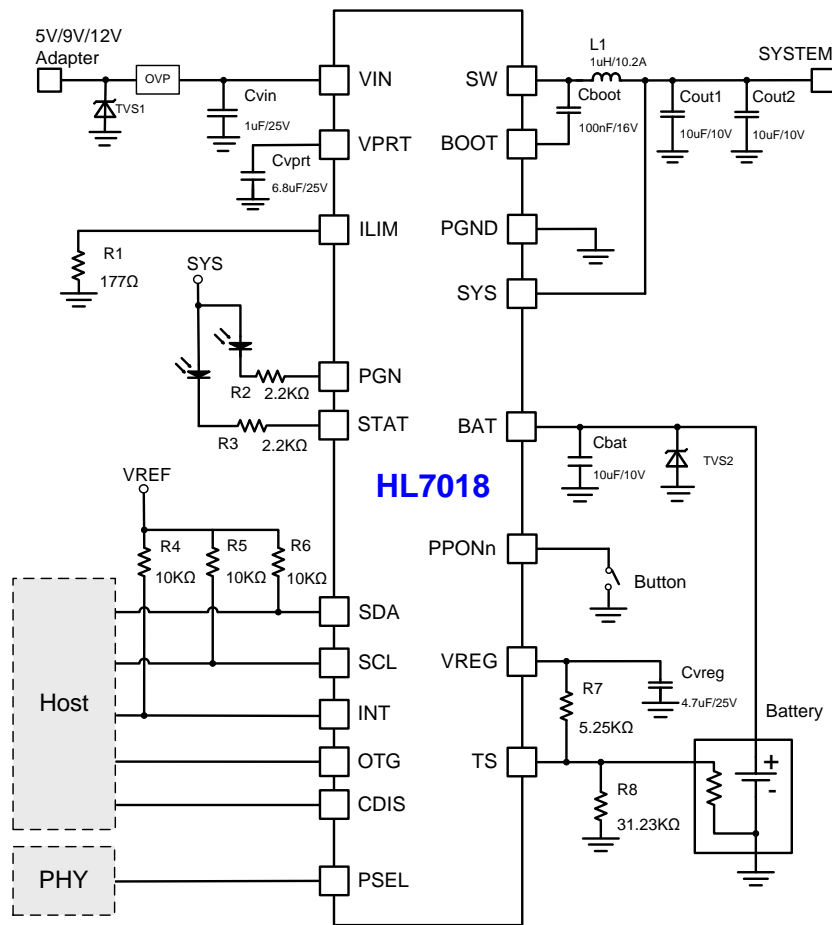 5V/9V/12V
Adapter
OVP
TVS1
Cvin
1uF/25V
VIN
SW
L1
1uH/10.2A
SYSTEM
Cboot
100nF/16V
Cout1
10uF/10V
Cout2
10uF/10V
VPRT
BOOT
Cvprt
6.8uF/25V
ILIM
PGND
R1
177Ω
SYS
SYS
PGN
R2
2.2KΩ
STAT
R3
2.2KΩ
BAT
Cbat
10uF/10V
TVS2
HL7018
VREF
R4
10KΩ
R5
10KΩ
R6
10KΩ
PPONn
Button
SDA
SCL
VREG
Cvreg
4.7uF/25V
R7
5.25KΩ
Host
INT
Battery
OTG
TS
+
-
CDIS
R8
31.23KΩ
PHY
PSEL